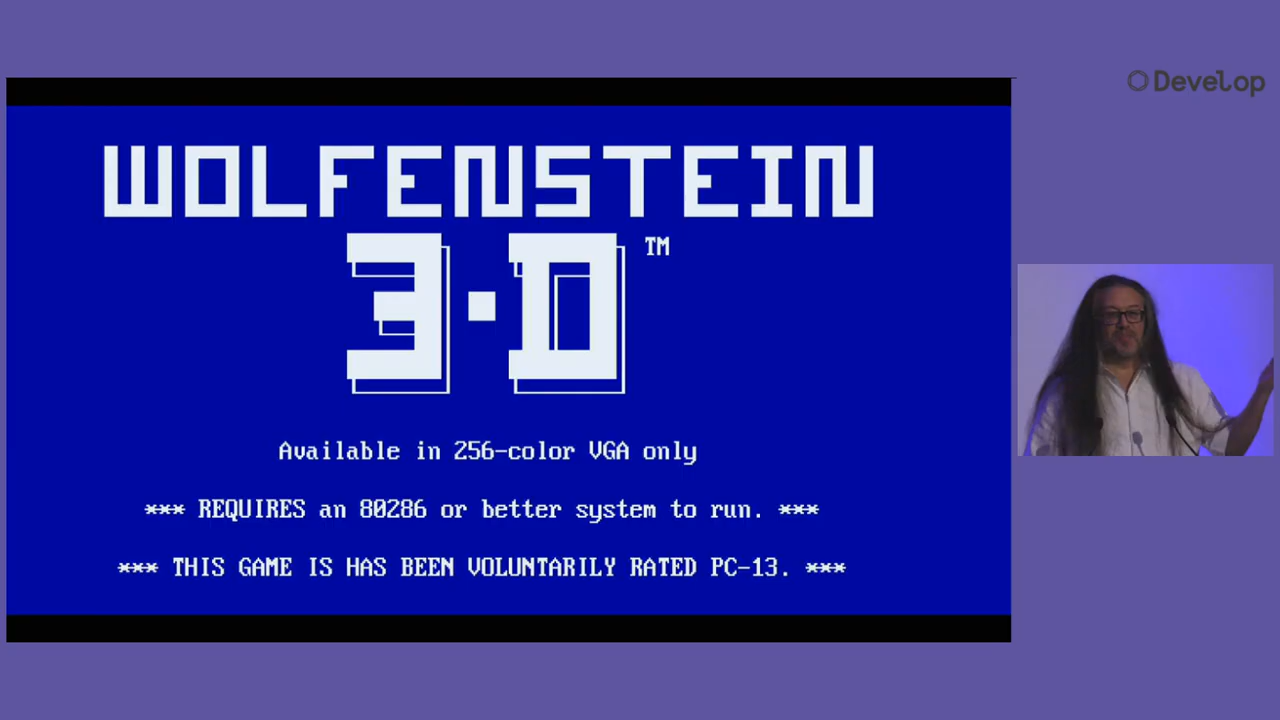 Develop
WOLFENSTEIN
3·D TM
Available in 256-color VGA only
*** REQUIRES an 80286 or better system to run. ***
*** THIS GAME IS HAS BEEN VOLUNTARILY RATED PC-13. ***